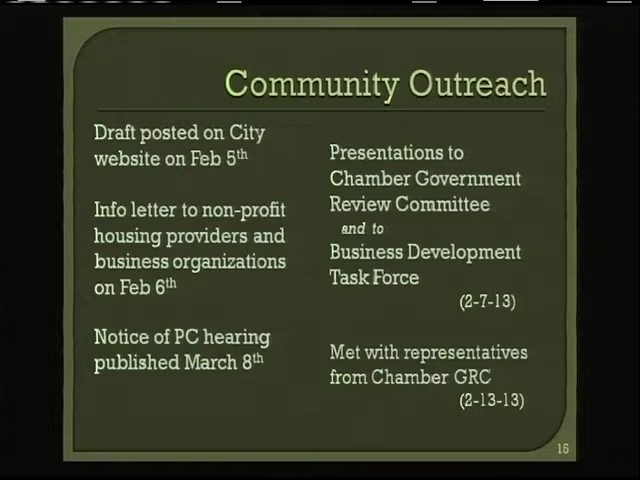 Community Outreach
Draft posted on City
website on Feb 5th
Info letter to non-profit
housing providers and
business organizations
on Feb 6th
Notice of PC hearing
published March 8th
Presentations to
Chamber Government
Review Committee
and to
Business Development
Task Force
(2-7-13)
Met with representatives
from Chamber GRC
(2-13-13)
16